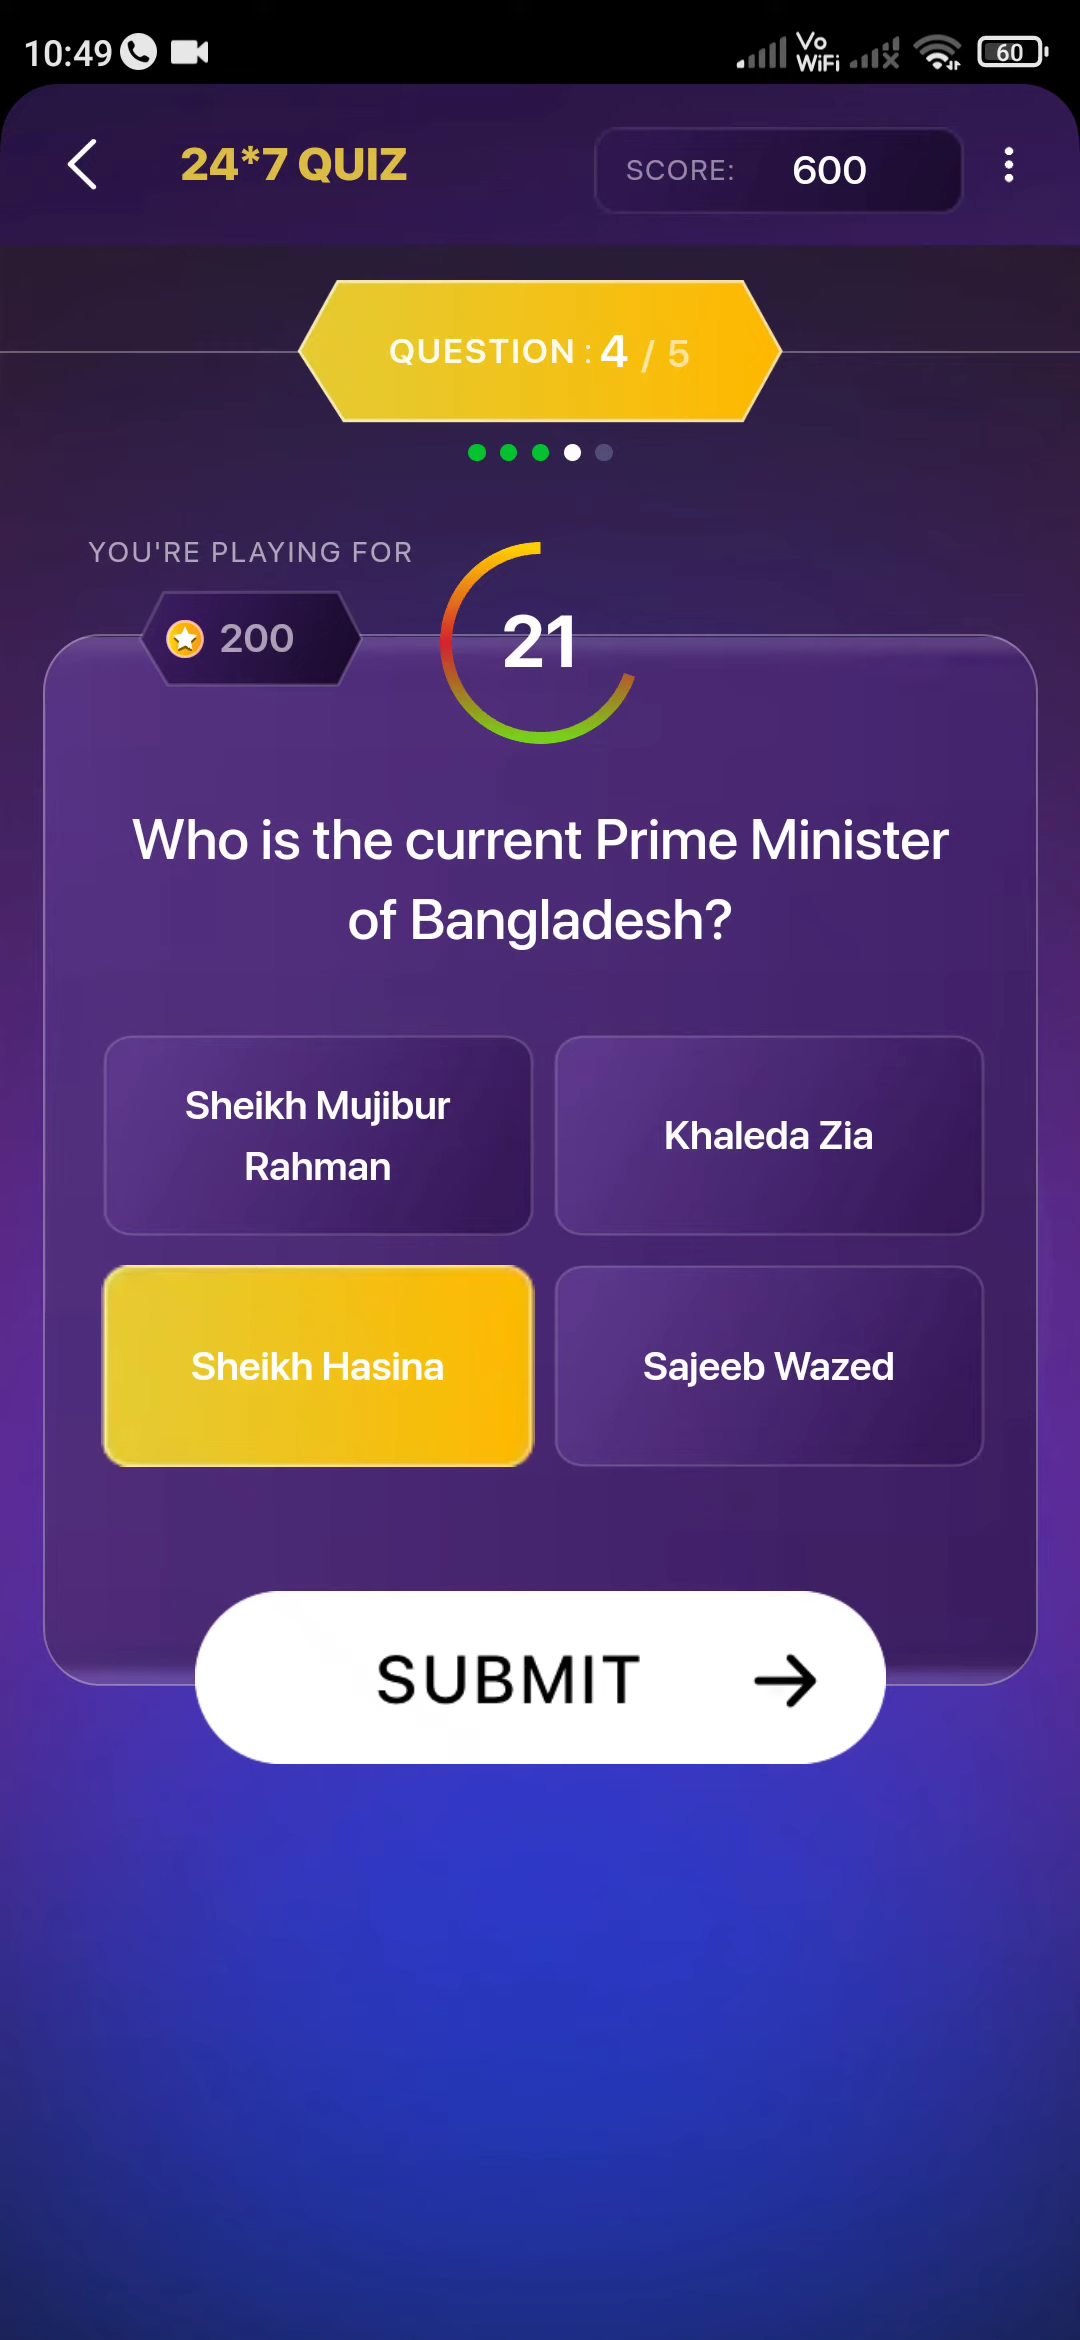 10:49
Vo
WiFi
60
24*7 QUIZ
SCORE: 600
QUESTION : 4 / 5
YOU'RE PLAYING FOR
200
21
Who is the current Prime Minister
of Bangladesh?
Sheikh Mujibur
Rahman
Khaleda Zia
Sheikh Hasina
Sajeeb Wazed
SUBMIT